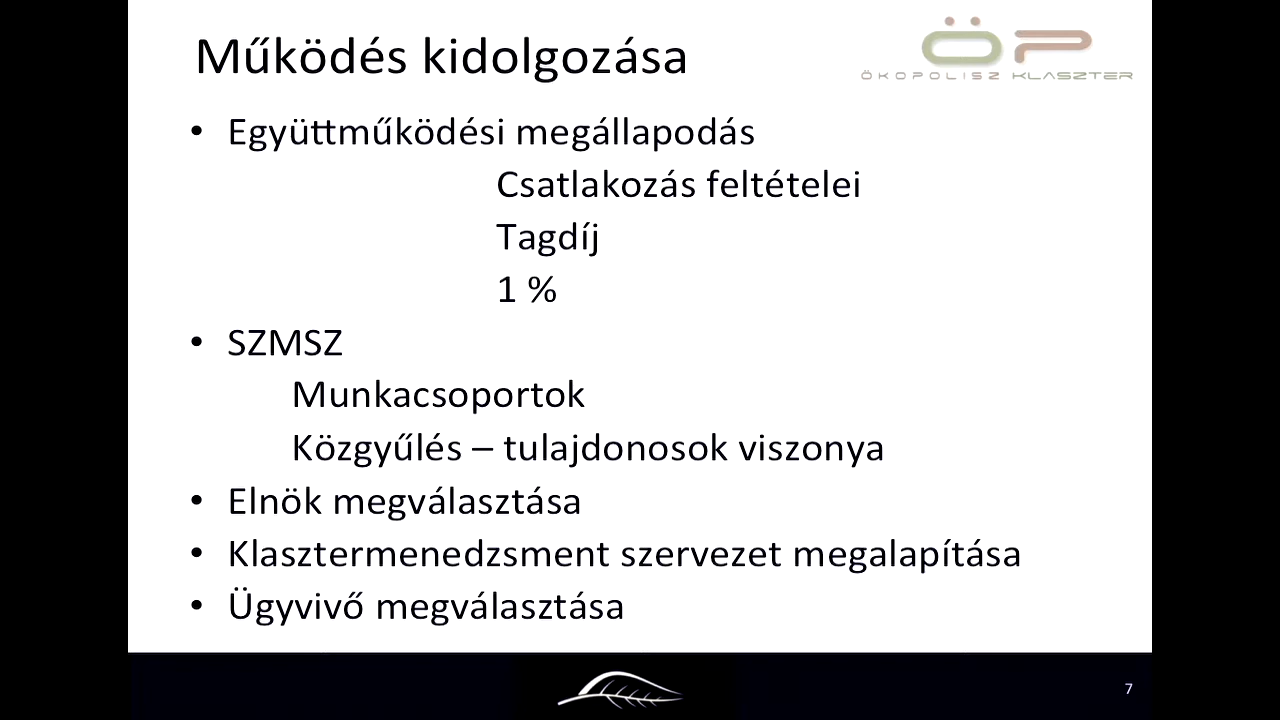 Működés kidolgozása
ÖP
ÖKOPOLISZ KLASZTER
• Együttműködési megállapodás
Csatlakozás feltételei
Tagdíj
1 %
• SZMSZ
Munkacsoportok
Közgyűlés – tulajdonosok viszonya
• Elnök megválasztása
• Klasztermenedzsment szervezet megalapítása
• Ügyvivő megválasztása
7